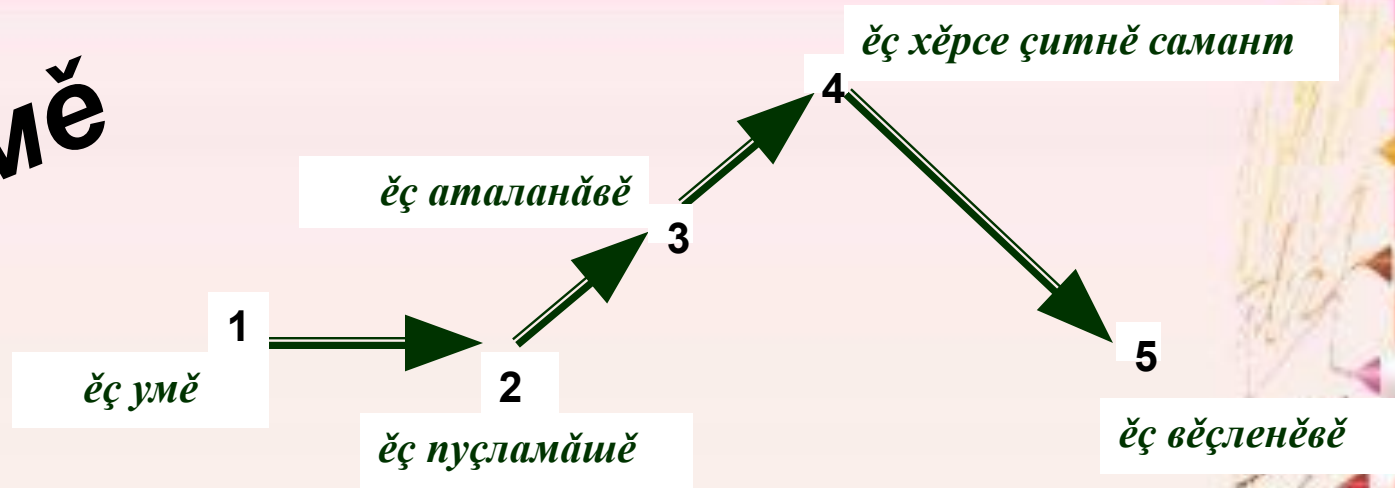 мĕ
4
ĕç хĕрсе çитнĕ самант
ĕç аталанăвĕ
3
1
ĕç умĕ
2
ĕç пуçламăшĕ
5
ĕç вĕçленĕвĕ